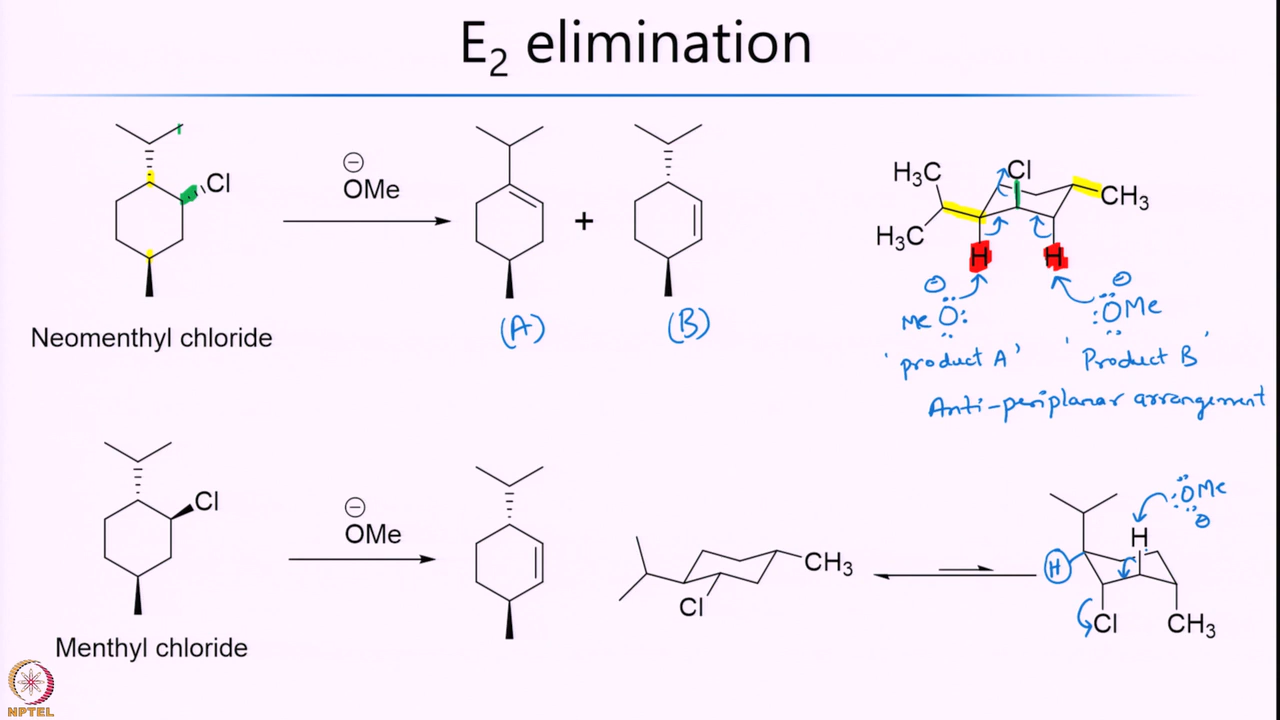 E₂ elimination
Cl
⊖
OMe
+
(A)
(B)
Neomenthyl chloride
H₃C
Cl
CH₃
H₃C
H
H
⊖
MeO:
⊖
:OMe
'product A'
'Product B'
Anti-periplanar arrangement
Cl
⊖
OMe
Menthyl chloride
CH₃
Cl
:OMe
⊖
H
H
Cl
CH₃
NPTEL